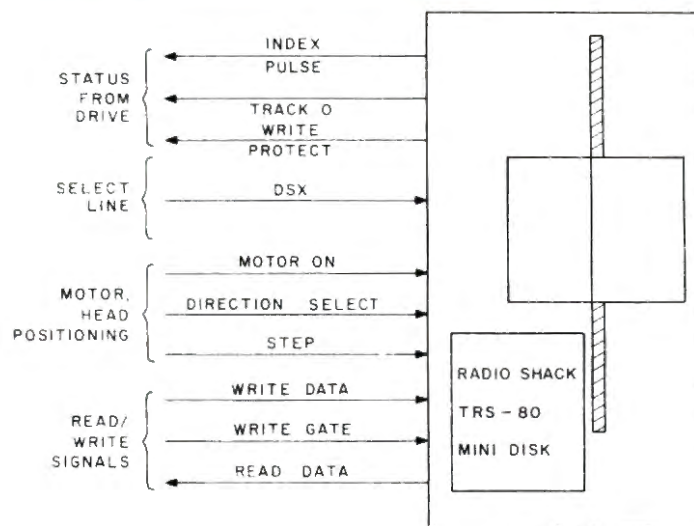 STATUS
FROM
DRIVE
INDEX
PULSE
TRACK O
WRITE
PROTECT
SELECT
LINE
DSX
MOTOR,
HEAD
POSITIONING
MOTOR ON
DIRECTION SELECT
STEP
READ/
WRITE
SIGNALS
WRITE DATA
WRITE GATE
READ DATA
RADIO SHACK
TRS-80
MINI DISK